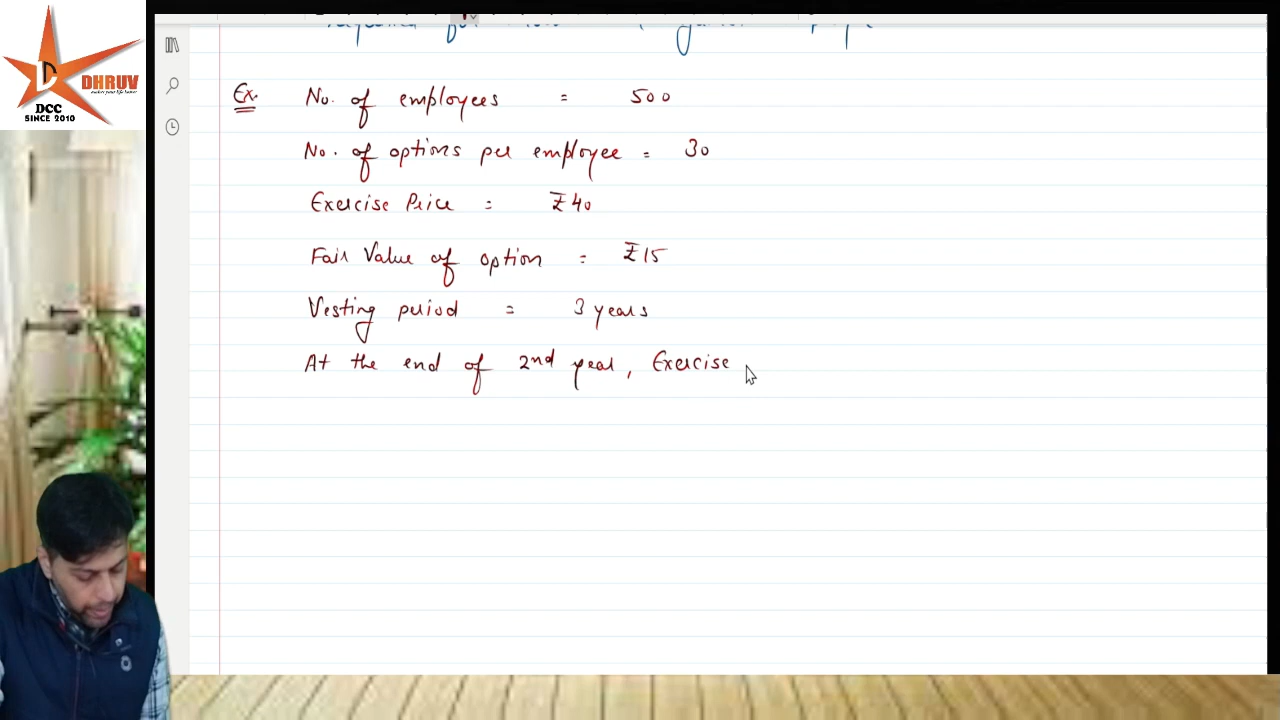 DHRUV
DCC
SINCE 2010
for
Ex. No. of employees = 500
No. of options per employee = 30
Exercise Price = ₹40
Fair Value of option = ₹15
Vesting period = 3 years
At the end of 2nd year, Exercise